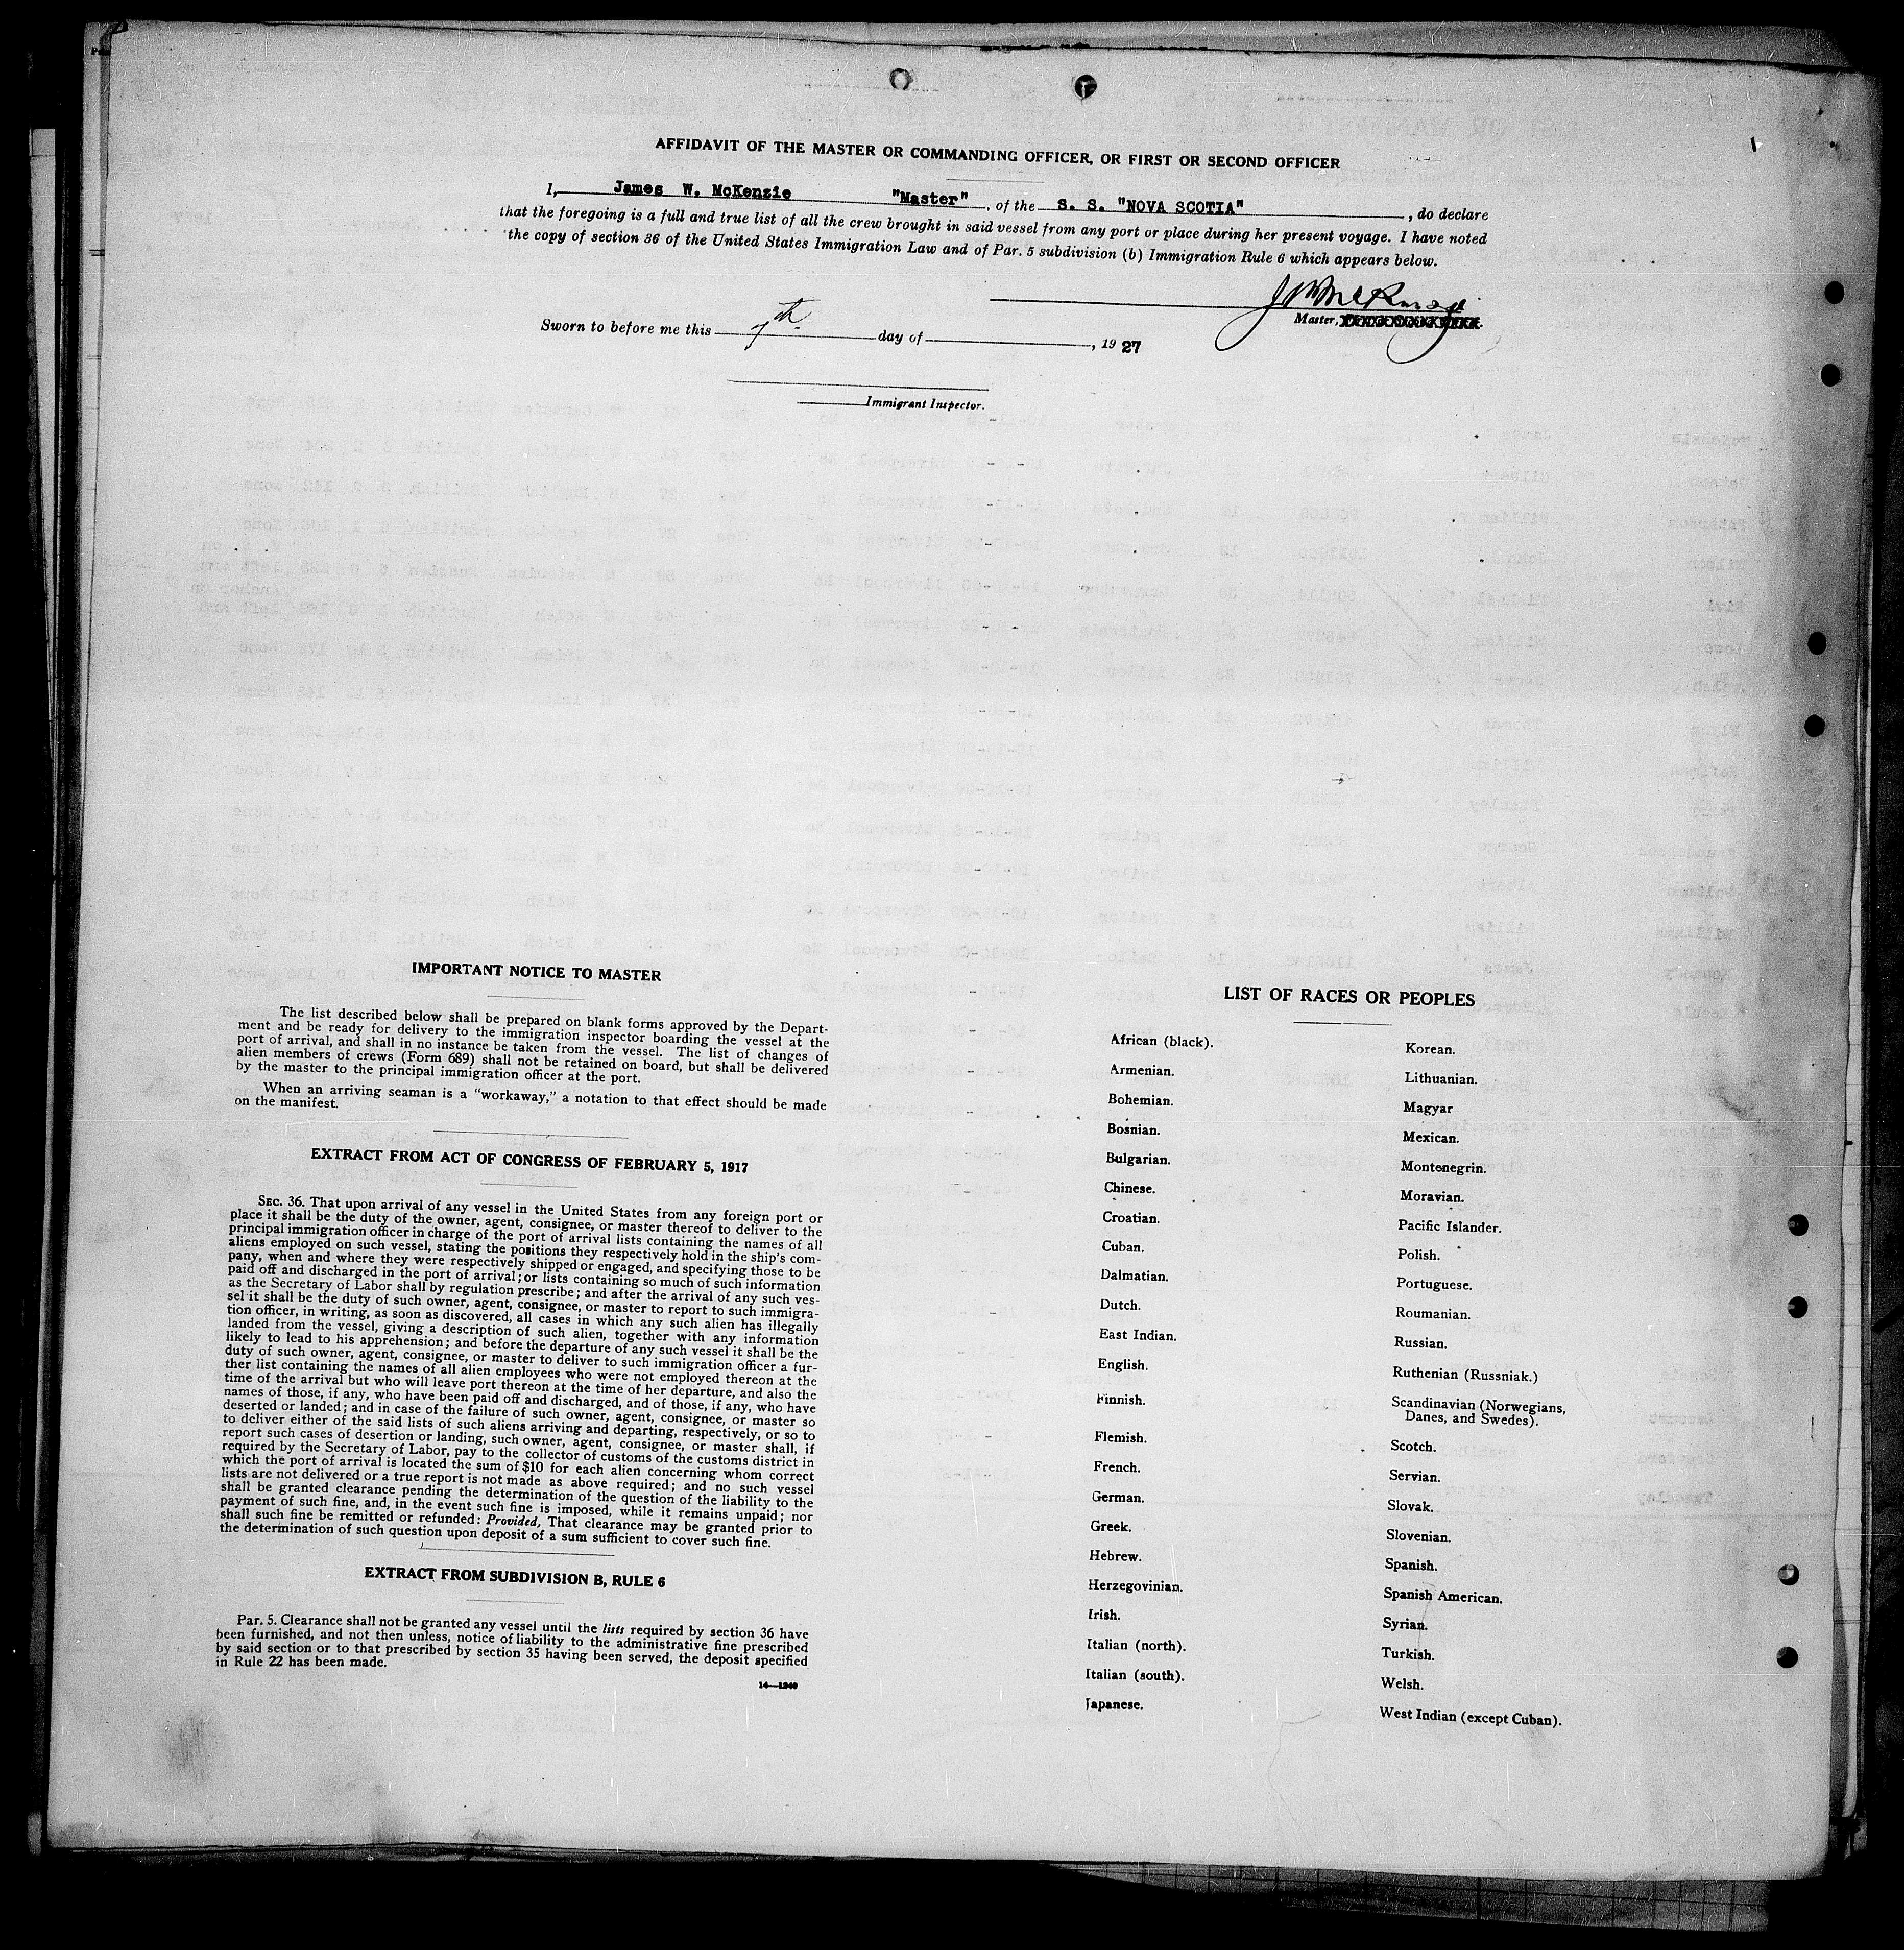 AFFIDAVIT OF THE MASTER OR COMMANDING OFFICER, OR FIRST OR SECOND OFFICER
I, James W. McKenzie "Master", of the S. S. "NOVA SCOTIA", do declare
that the foregoing is a full and true list of all the crew brought in said vessel from any port or place during her present voyage. I have noted
the copy of section 36 of the United States Immigration Law and of Par. 5 subdivision (b) Immigration Rule 6 which appears below.
Master,
Sworn to before me this 7th day of , 1927
Immigrant Inspector.
IMPORTANT NOTICE TO MASTER
The list described below shall be prepared on blank forms approved by the Depart-
ment and be ready for delivery to the immigration inspector boarding the vessel at the
port of arrival, and shall in no instance be taken from the vessel. The list of changes of
alien members of crews (Form 689) shall not be retained on board, but shall be delivered
by the master to the principal immigration officer at the port.
When an arriving seaman is a "workaway," a notation to that effect should be made
on the manifest.
EXTRACT FROM ACT OF CONGRESS OF FEBRUARY 5, 1917
SEC. 36. That upon arrival of any vessel in the United States from any foreign port or
place it shall be the duty of the owner, agent, consignee, or master thereof to deliver to the
principal immigration officer in charge of the port of arrival lists containing the names of all
aliens employed on such vessel, stating the positions they respectively hold in the ship's com-
pany, when and where they were respectively shipped or engaged, and specifying those to be
paid off and discharged in the port of arrival; or lists containing so much of such information
as the Secretary of Labor shall by regulation prescribe; and after the arrival of any such ves-
sel it shall be the duty of such owner, agent, consignee, or master to report to such immigra-
tion officer, in writing, as soon as discovered, all cases in which any such alien has illegally
landed from the vessel, giving a description of such alien, together with any information
likely to lead to his apprehension; and before the departure of any such vessel it shall be the
duty of such owner, agent, consignee, or master to deliver to such immigration officer a fur-
ther list containing the names of all alien employees who were not employed thereon at the
time of the arrival but who will leave port thereon at the time of her departure, and also the
names of those, if any, who have been paid off and discharged, and of those, if any, who have
deserted or landed; and in case of the failure of such owner, agent, consignee, or master so
to deliver either of the said lists of such aliens arriving and departing, respectively, or so to
report such cases of desertion or landing, such owner, agent, consignee, or master shall, if
required by the Secretary of Labor, pay to the collector of customs of the customs district in
which the port of arrival is located the sum of $10 for each alien concerning whom correct
lists are not delivered or a true report is not made as above required; and no such vessel
shall be granted clearance pending the determination of the question of the liability to the
payment of such fine, and, in the event such fine is imposed, while it remains unpaid; nor
shall such fine be remitted or refunded: Provided, That clearance may be granted prior to
the determination of such question upon deposit of a sum sufficient to cover such fine.
EXTRACT FROM SUBDIVISION B, RULE 6
Par. 5. Clearance shall not be granted any vessel until the lists required by section 36 have
been furnished, and not then unless, notice of liability to the administrative fine prescribed
by said section or to that prescribed by section 35 having been served, the deposit specified
in Rule 22 has been made.
14—1240
LIST OF RACES OR PEOPLES
African (black).
Armenian.
Bohemian.
Bosnian.
Bulgarian.
Chinese.
Croatian.
Cuban.
Dalmatian.
Dutch.
East Indian.
English.
Finnish.
Flemish.
French.
German.
Greek.
Hebrew.
Herzegovinian.
Irish.
Italian (north).
Italian (south).
Japanese.
Korean.
Lithuanian.
Magyar
Mexican.
Montenegrin.
Moravian.
Pacific Islander.
Polish.
Portuguese.
Roumanian.
Russian.
Ruthenian (Russniak.)
Scandinavian (Norwegians,
Danes, and Swedes).
Scotch.
Servian.
Slovak.
Slovenian.
Spanish.
Spanish American.
Syrian.
Turkish.
Welsh.
West Indian (except Cuban).